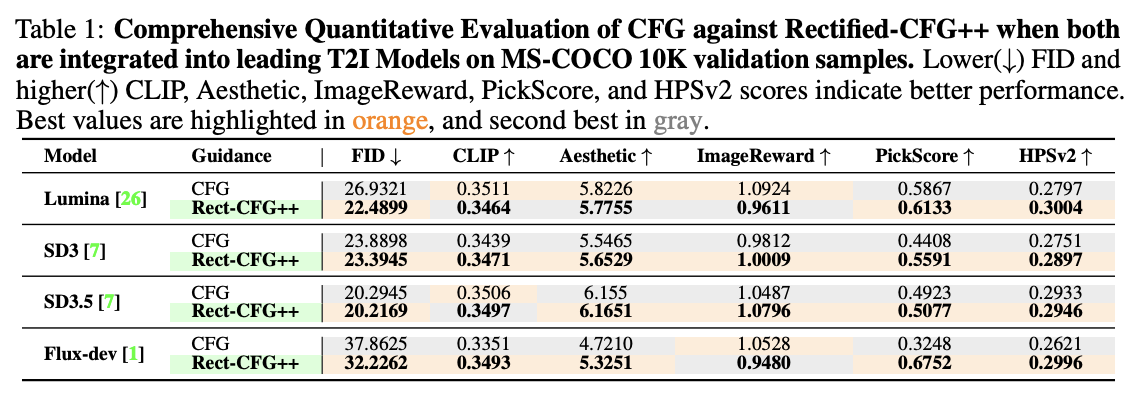 Table 1: Comprehensive Quantitative Evaluation of CFG against Rectified-CFG++ when both
are integrated into leading T2I Models on MS-COCO 10K validation samples. Lower(↓) FID and
higher(↑) CLIP, Aesthetic, ImageReward, PickScore, and HPSv2 scores indicate better performance.
Best values are highlighted in orange, and second best in gray.
Model Guidance | FID ↓ CLIP ↑ Aesthetic ↑ ImageReward ↑ PickScore ↑ HPSv2 ↑
Lumina [26] CFG 26.9321 0.3511 5.8226 1.0924 0.5867 0.2797
Rect-CFG++ 22.4899 0.3464 5.7755 0.9611 0.6133 0.3004
SD3 [7] CFG 23.8898 0.3439 5.5465 0.9812 0.4408 0.2751
Rect-CFG++ 23.3945 0.3471 5.6529 1.0009 0.5591 0.2897
SD3.5 [7] CFG 20.2945 0.3506 6.155 1.0487 0.4923 0.2933
Rect-CFG++ 20.2169 0.3497 6.1651 1.0796 0.5077 0.2946
Flux-dev [1] CFG 37.8625 0.3351 4.7210 1.0528 0.3248 0.2621
Rect-CFG++ 32.2262 0.3493 5.3251 0.9480 0.6752 0.2996